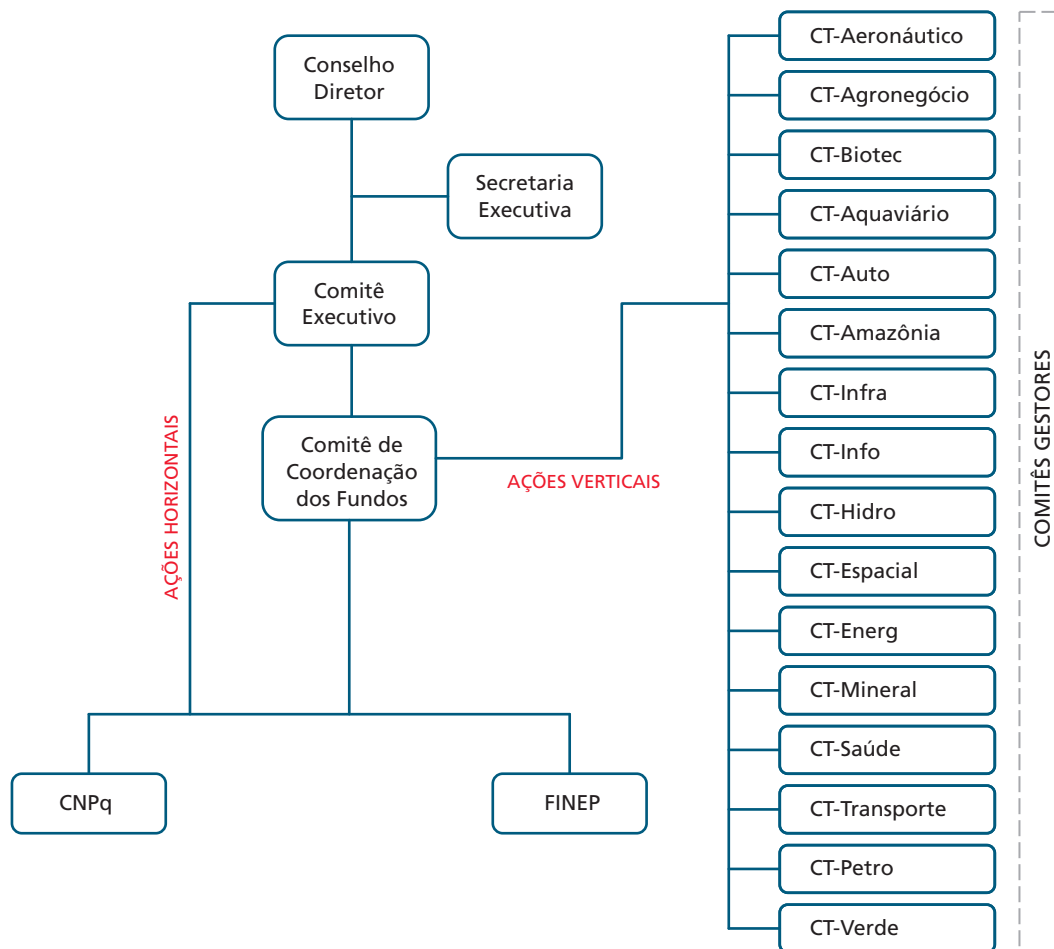 Conselho
Diretor
Secretaria
Executiva
Comitê
Executivo
Comitê de
Coordenação
dos Fundos
AÇÕES HORIZONTAIS
AÇÕES VERTICAIS
CNPq
FINEP
CT-Aeronáutico
CT-Agronegócio
CT-Biotec
CT-Aquaviário
CT-Auto
CT-Amazônia
CT-Infra
CT-Info
CT-Hidro
CT-Espacial
CT-Energ
CT-Mineral
CT-Saúde
CT-Transporte
CT-Petro
CT-Verde
COMITÊS GESTORES